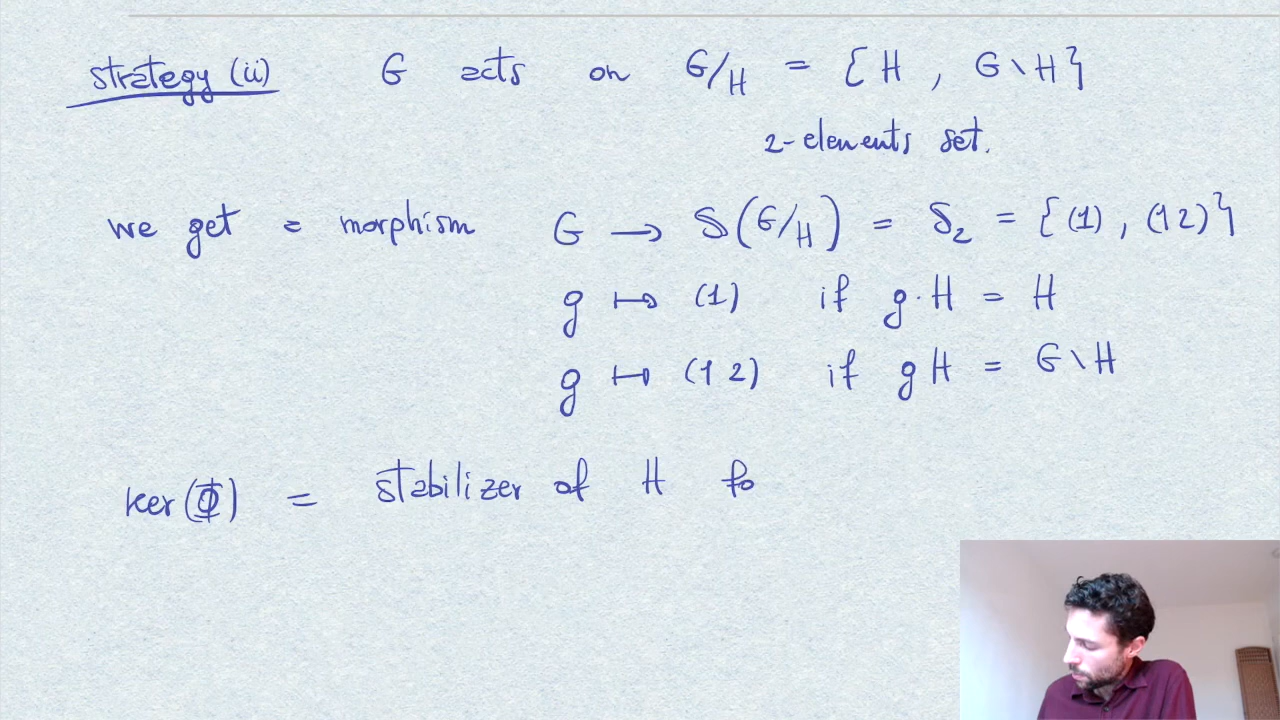 strategy (ii) G acts on G/H = {H, G∖H}
2-elements set.
we get a morphism G → S(G/H) = S₂ = {(1), (12)}
g ↦ (1) if g·H = H
g ↦ (12) if gH = G∖H
ker(Φ) = stabilizer of H fo